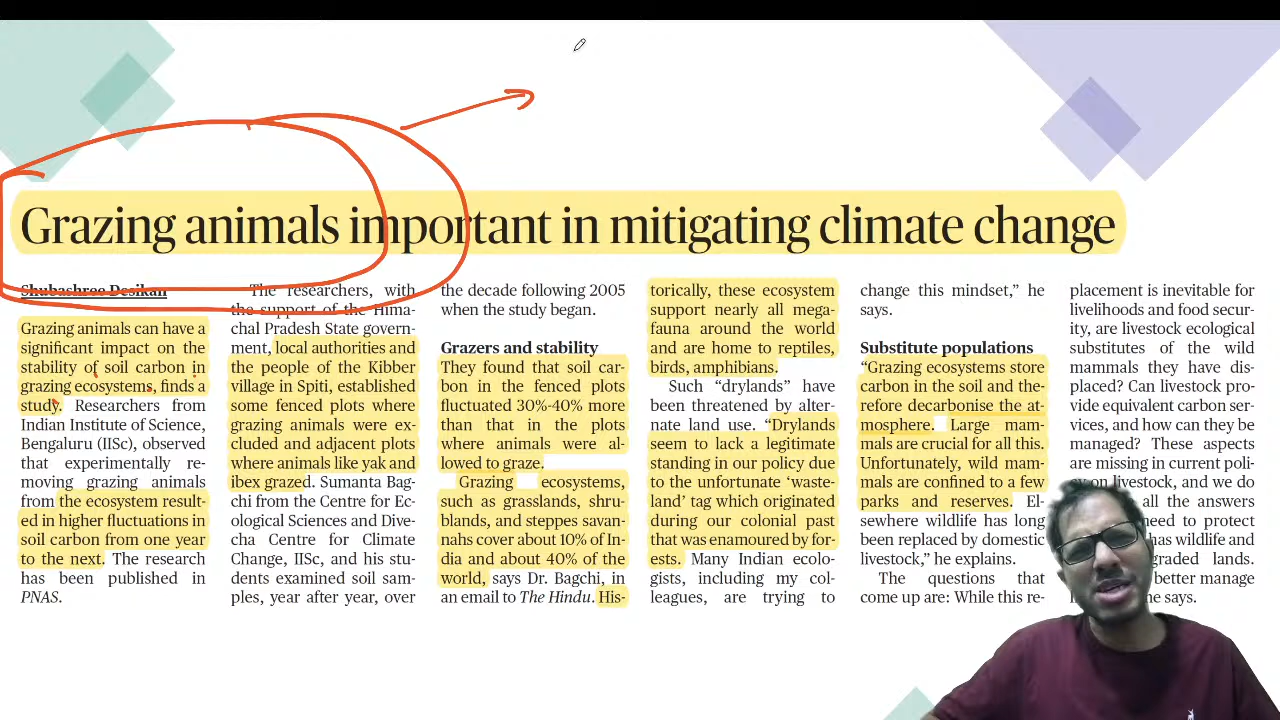 Grazing animals important in mitigating climate change
Shubashree Desikan
Grazing animals can have a
significant impact on the
stability of soil carbon in
grazing ecosystems, finds a
study. Researchers from
Indian Institute of Science,
Bengaluru (IISc), observed
that experimentally re-
moving grazing animals
from the ecosystem result-
ed in higher fluctuations in
soil carbon from one year
to the next. The research
has been published in
PNAS.
The researchers, with
the support of the Hima-
chal Pradesh State govern-
ment, local authorities and
the people of the Kibber
village in Spiti, established
some fenced plots where
grazing animals were ex-
cluded and adjacent plots
where animals like yak and
ibex grazed. Sumanta Bag-
chi from the Centre for Ec-
ological Sciences and Dive-
cha Centre for Climate
Change, IISc, and his stu-
dents examined soil sam-
ples, year after year, over
the decade following 2005
when the study began.
Grazers and stability
They found that soil car-
bon in the fenced plots
fluctuated 30%-40% more
than that in the plots
where animals were al-
lowed to graze.
Grazing ecosystems,
such as grasslands, shru-
blands, and steppes savan-
nahs cover about 10% of In-
dia and about 40% of the
world, says Dr. Bagchi, in
an email to The Hindu. His-
torically, these ecosystem
support nearly all mega-
fauna around the world
and are home to reptiles,
birds, amphibians.
Such “drylands” have
been threatened by alter-
nate land use. “Drylands
seem to lack a legitimate
standing in our policy due
to the unfortunate ‘waste-
land’ tag which originated
during our colonial past
that was enamoured by for-
ests. Many Indian ecolo-
gists, including my col-
leagues, are trying to
change this mindset,” he
says.
Substitute populations
“Grazing ecosystems store
carbon in the soil and the-
refore decarbonise the at-
mosphere. Large mam-
mals are crucial for all this.
Unfortunately, wild mam-
mals are confined to a few
parks and reserves. El-
sewhere wildlife has long
been replaced by domestic
livestock,” he explains.
The questions that
come up are: While this re-
placement is inevitable for
livelihoods and food secur-
ity, are livestock ecological
substitutes of the wild
mammals they have dis-
placed? Can livestock pro-
vide equivalent carbon ser-
vices, and how can they be
managed? These aspects
are missing in current poli-
on livestock, and we do
all the answers
need to protect
has wildlife and
graded lands.
better manage
he says.